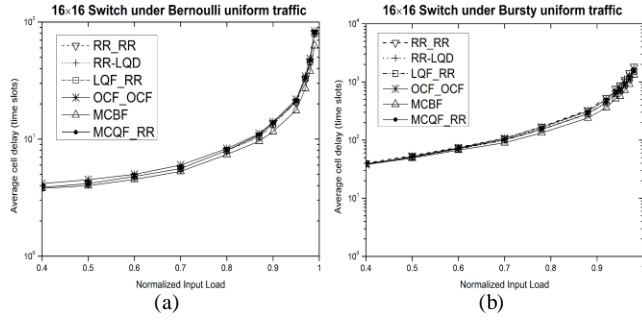 16×16 Switch under Bernoulli uniform traffic
Average cell delay (time slots)
10²
10¹
10⁰
RR_RR
RR-LQD
LQF_RR
OCF_OCF
MCBF
MCQF_RR
0.4 0.5 0.6 0.7 0.8 0.9 1
Normalized Input Load
(a)
16×16 Switch under Bursty uniform traffic
Average cell delay (time slots)
10⁴
10³
10²
10¹
10⁰
RR_RR
RR-LQD
LQF_RR
OCF_OCF
MCBF
MCQF_RR
0.4 0.5 0.6 0.7 0.8 0.9
Normalized Input Load
(b)